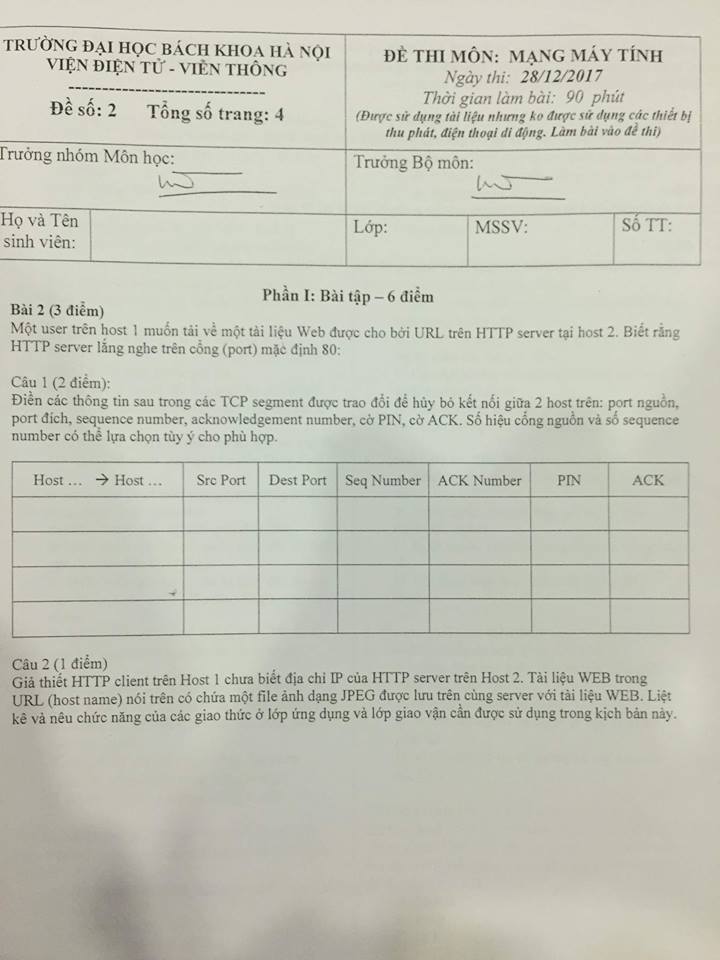 TRƯỜNG ĐẠI HỌC BÁCH KHOA HÀ NỘI
VIỆN ĐIỆN TỬ - VIỄN THÔNG
------------------------------
Đề số: 2 Tổng số trang: 4
ĐỀ THI MÔN: MẠNG MÁY TÍNH
Ngày thi: 28/12/2017
Thời gian làm bài: 90 phút
(Được sử dụng tài liệu nhưng ko được sử dụng các thiết bị
thu phát, điện thoại di động. Làm bài vào đề thi)
Trưởng nhóm Môn học:
Trưởng Bộ môn:
Họ và Tên
sinh viên:
Lớp:
MSSV:
Số TT:
Phần I: Bài tập – 6 điểm
Bài 2 (3 điểm)
Một user trên host 1 muốn tải về một tài liệu Web được cho bởi URL trên HTTP server tại host 2. Biết rằng
HTTP server lắng nghe trên cổng (port) mặc định 80:
Câu 1 (2 điểm):
Điền các thông tin sau trong các TCP segment được trao đổi để hủy bỏ kết nối giữa 2 host trên: port nguồn,
port đích, sequence number, acknowledgement number, cờ PIN, cờ ACK. Số hiệu cổng nguồn và số sequence
number có thể lựa chọn tùy ý cho phù hợp.
Host … → Host … Src Port Dest Port Seq Number ACK Number PIN ACK
Câu 2 (1 điểm)
Giả thiết HTTP client trên Host 1 chưa biết địa chỉ IP của HTTP server trên Host 2. Tài liệu WEB trong
URL (host name) nói trên có chứa một file ảnh dạng JPEG được lưu trên cùng server với tài liệu WEB. Liệt
kê và nêu chức năng của các giao thức ở lớp ứng dụng và lớp giao vận cần được sử dụng trong kịch bản này.